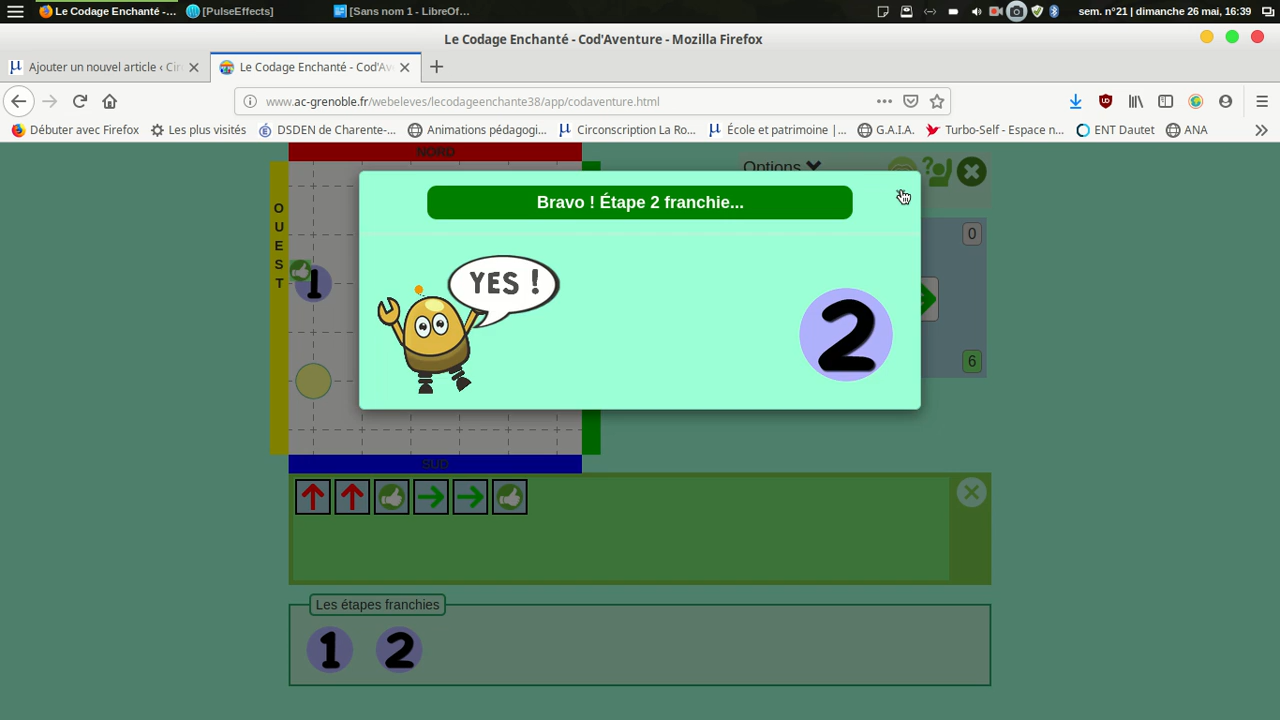 Le Codage Enchanté -...
[PulseEffects]
[Sans nom 1 - LibreOf...
sem. n°21 | dimanche 26 mai, 16:39
Le Codage Enchanté - Cod'Aventure - Mozilla Firefox
Ajouter un nouvel article ‹ Cir
Le Codage Enchanté - Cod'Av
www.ac-grenoble.fr/webeleves/lecodageenchante38/app/codaventure.html
Débuter avec Firefox
Les plus visités
DSDEN de Charente-...
Animations pédagogi...
Circonscription La Ro...
École et patrimoine |...
G.A.I.A.
Turbo-Self - Espace n...
ENT Dautet
ANA
NORD
Options
OUEST
Bravo ! Étape 2 franchie...
0
YES !
1
2
6
SUD
Les étapes franchies
1 2